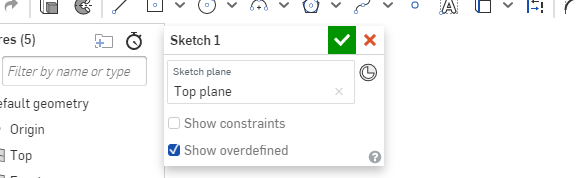 res (5)
Filter by name or type
efault geometry
Origin
Top
Front
Sketch 1
Sketch plane
Top plane
Show constraints
Show overdefined